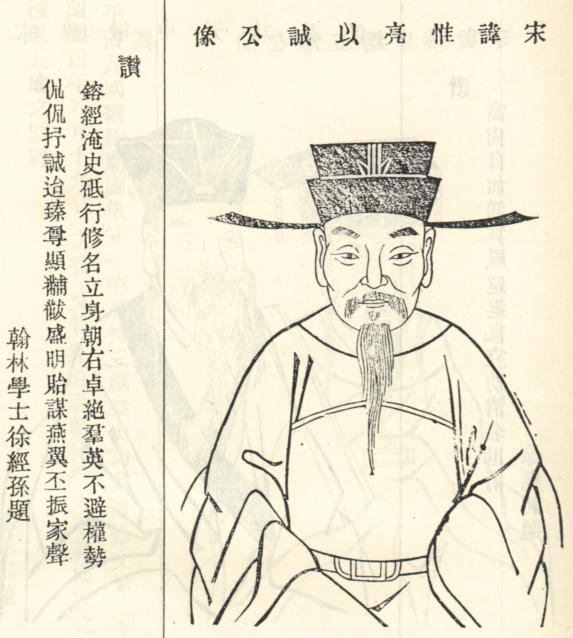 宋諱惟亮以誠公像
讚
鎔經淹史砥行修名立身朝右卓絶羣英不避權勢
侃侃抒誠迨臻尊顯黼黻盛明貽謀燕翼丕振家聲
翰林學士徐經孫題